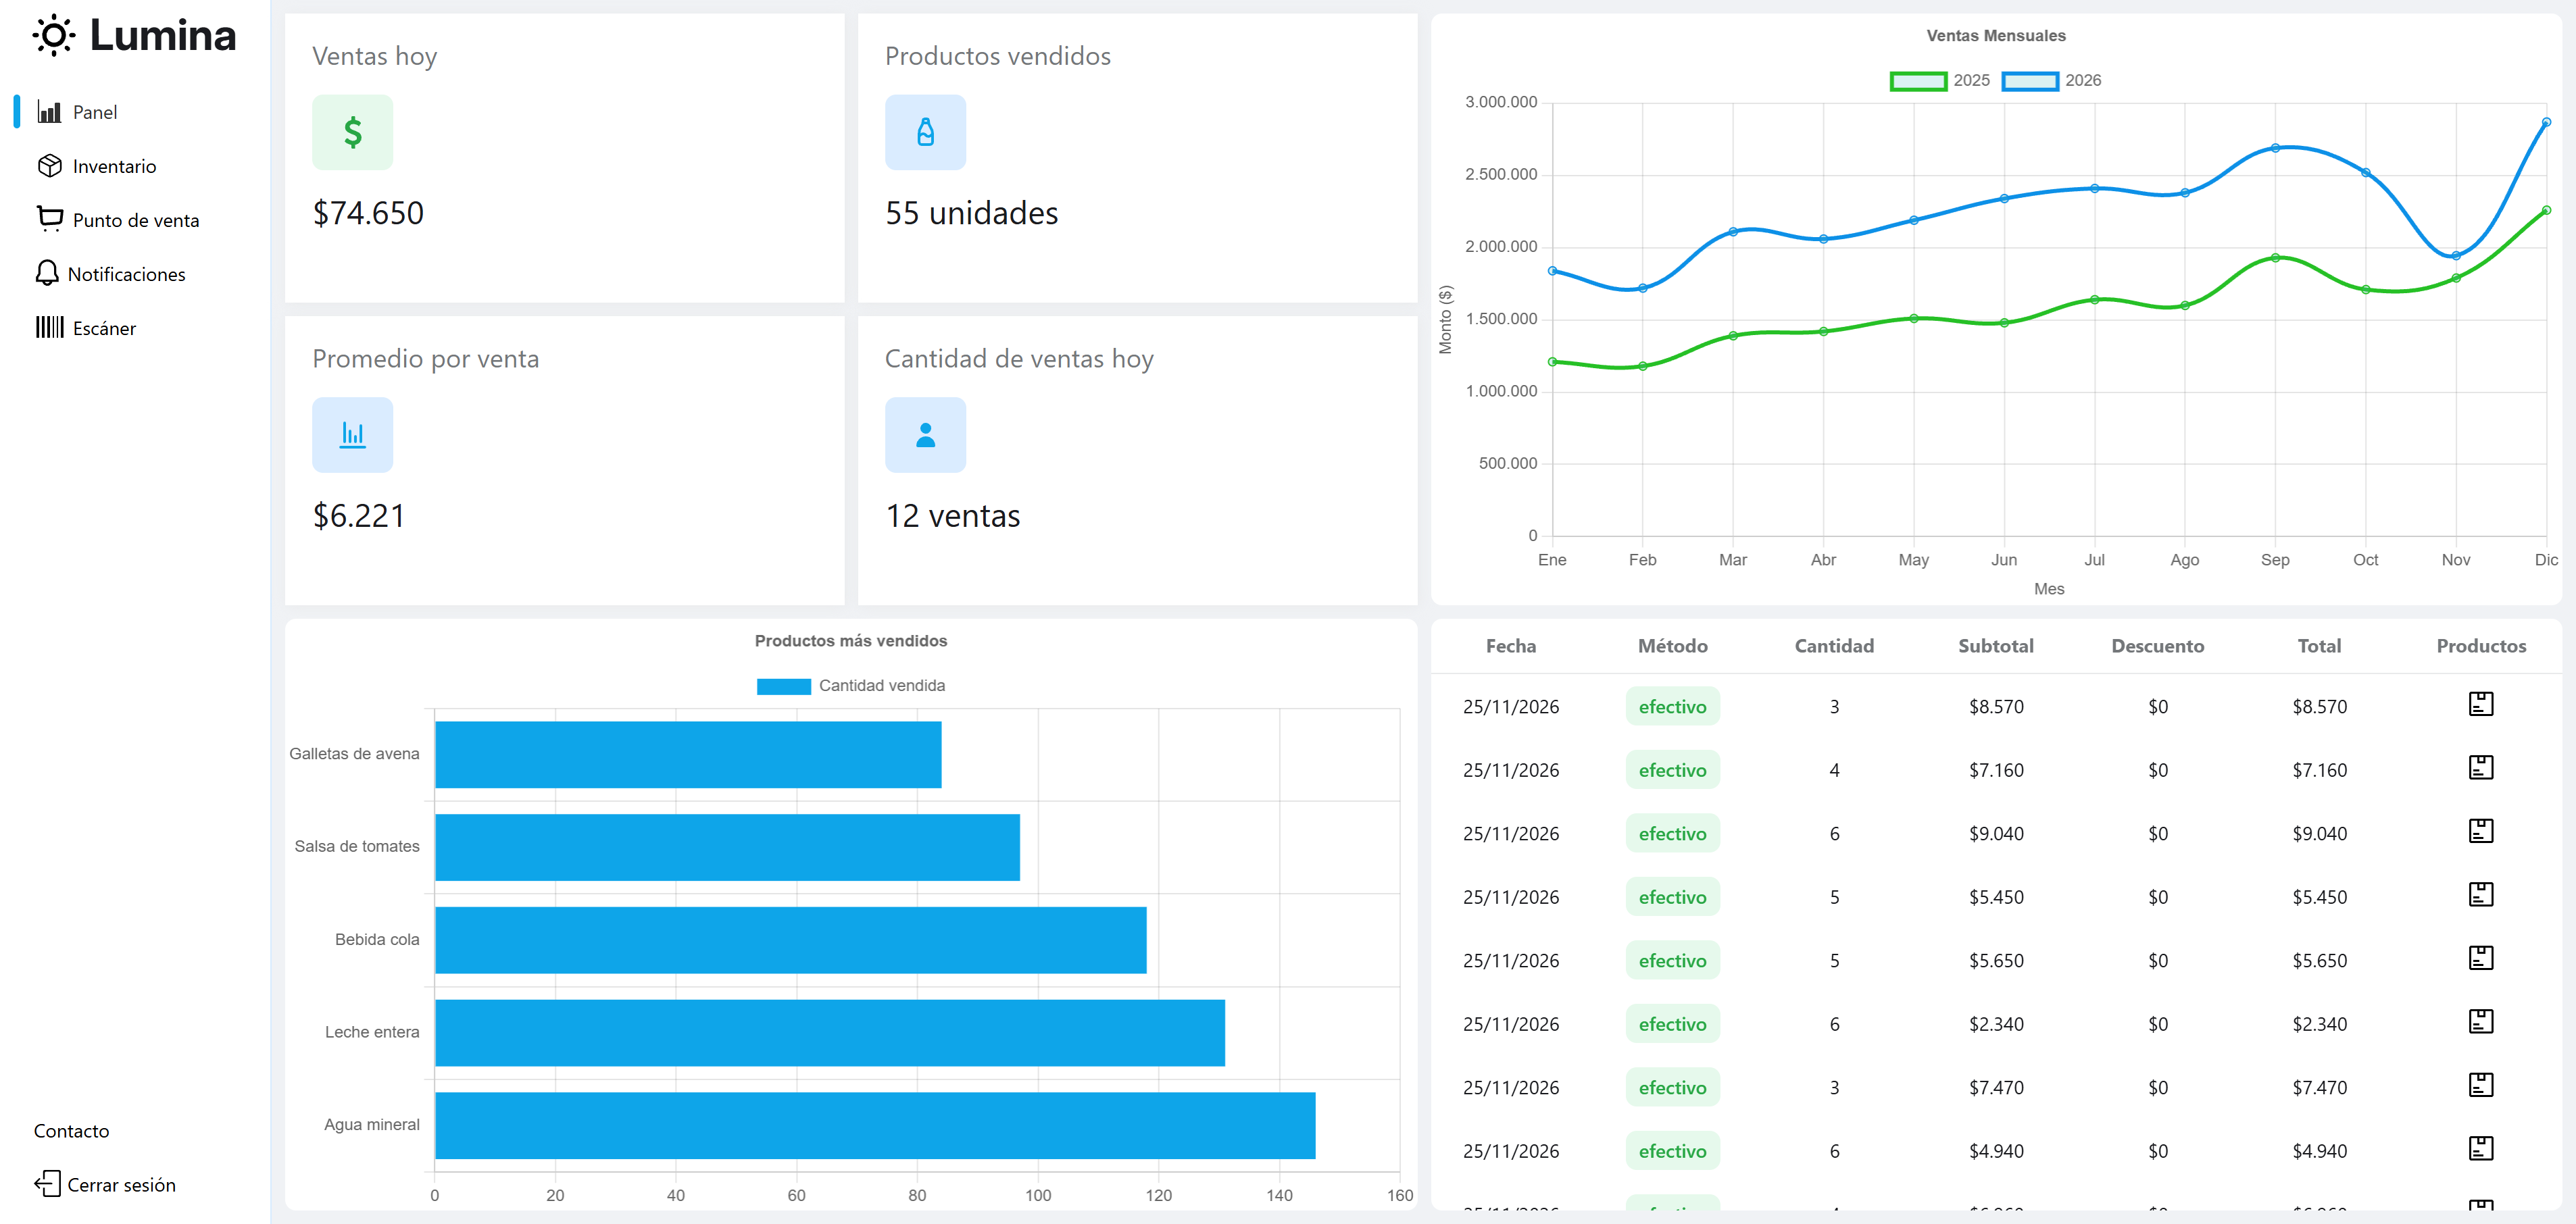 Lumina
Panel
Inventario
Punto de venta
Notificaciones
Escáner
Contacto
Cerrar sesión
Ventas hoy
$
$74.650
Productos vendidos
55 unidades
Promedio por venta
$6.221
Cantidad de ventas hoy
12 ventas
Ventas Mensuales
2025 2026
Monto ($)
3.000.000
2.500.000
2.000.000
1.500.000
1.000.000
500.000
0
Ene Feb Mar Abr May Jun Jul Ago Sep Oct Nov Dic
Mes
Productos más vendidos
Cantidad vendida
Galletas de avena
Salsa de tomates
Bebida cola
Leche entera
Agua mineral
0 20 40 60 80 100 120 140 160
Fecha Método Cantidad Subtotal Descuento Total Productos
25/11/2026 efectivo 3 $8.570 $0 $8.570
25/11/2026 efectivo 4 $7.160 $0 $7.160
25/11/2026 efectivo 6 $9.040 $0 $9.040
25/11/2026 efectivo 5 $5.450 $0 $5.450
25/11/2026 efectivo 5 $5.650 $0 $5.650
25/11/2026 efectivo 6 $2.340 $0 $2.340
25/11/2026 efectivo 3 $7.470 $0 $7.470
25/11/2026 efectivo 6 $4.940 $0 $4.940